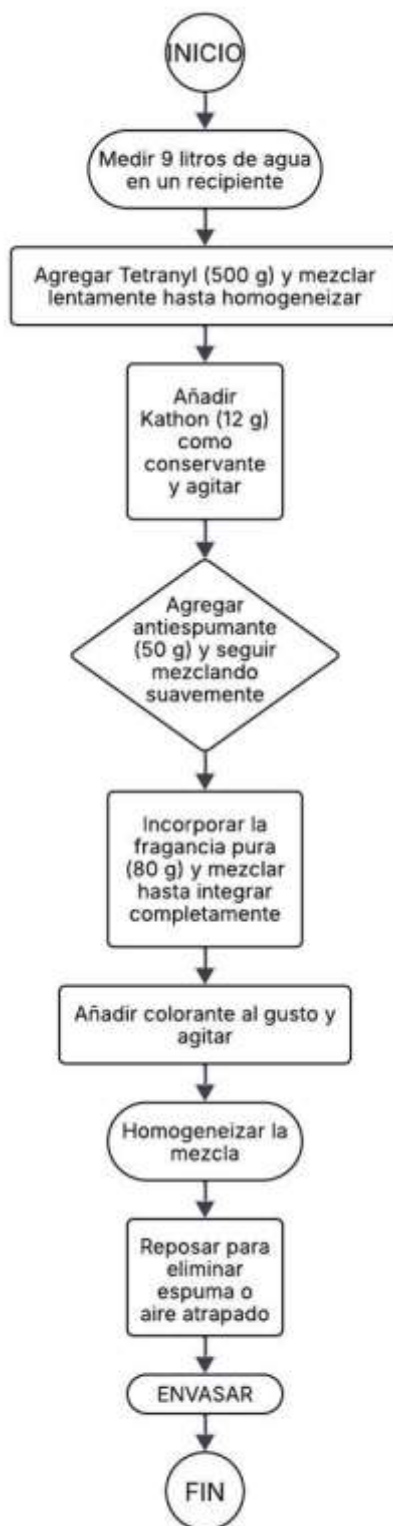 INICIO
Medir 9 litros de agua
en un recipiente
Agregar Tetranyl (500 g) y mezclar
lentamente hasta homogeneizar
Añadir
Kathon (12 g)
como
conservante
y agitar
Agregar
antiespumante
(50 g) y seguir
mezclando
suavemente
Incorporar la
fragancia pura
(80 g) y mezclar
hasta integrar
completamente
Añadir colorante al gusto y
agitar
Homogeneizar la
mezcla
Reposar para
eliminar
espuma o
aire atrapado
ENVASAR
FIN